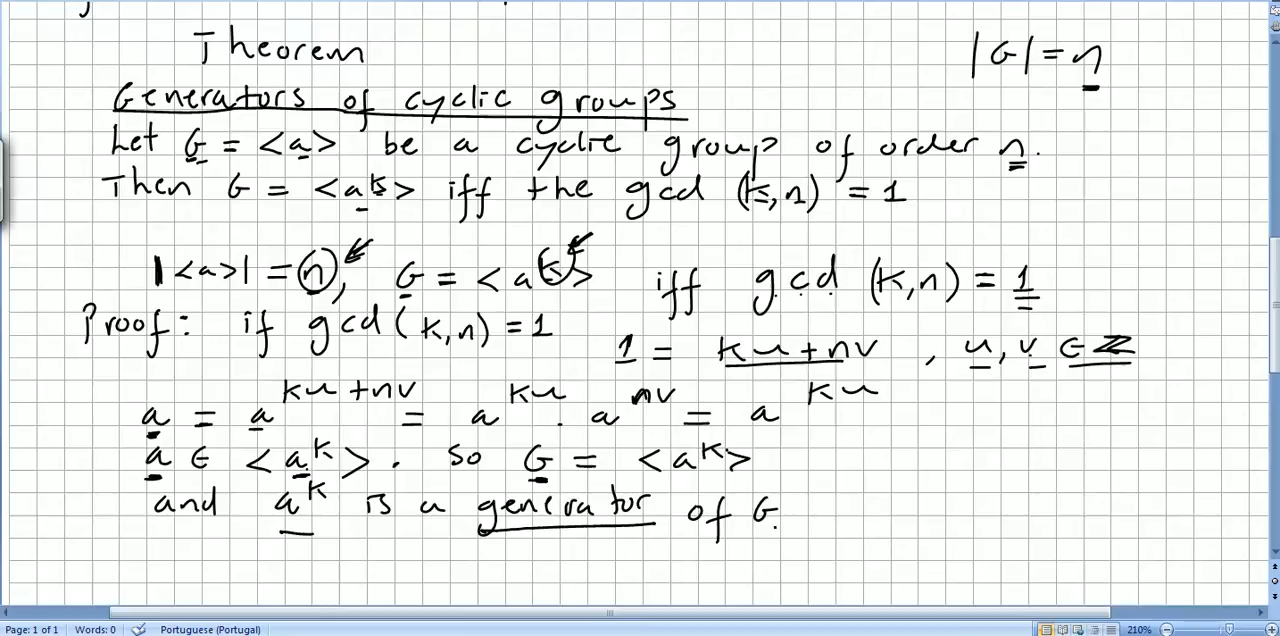 Theorem
|G| = n
Generators of cyclic groups
Let G = <a> be a cyclic group of order n.
Then G = <a^k> iff the gcd (k,n) = 1
|<a>| = n, G = <a^k> iff gcd (k,n) = 1
Proof: if gcd(k,n) = 1
1 = ku+nv , u, v ∈ ℤ
a = a^{ku+nv} = a^{ku} . a^{nv} = a^{ku}
a ∈ <a^k> . so G = <a^k>
and a^k is a generator of G.
Page: 1 of 1 Words: 0 Portuguese (Portugal) 210%